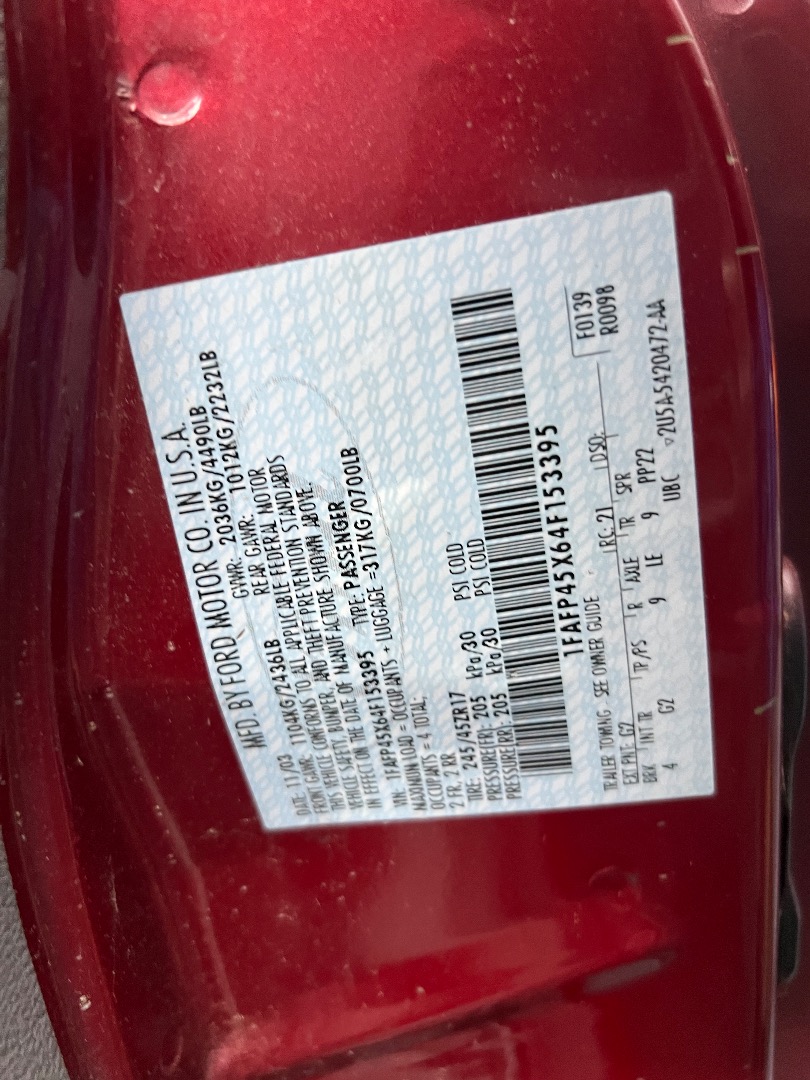 MFD. BY FORD MOTOR CO. IN U.S.A.
DATE: 11/03 GVWR: 2036KG/4490LB
FRONT GAWR: 1104KG/2436LB REAR GAWR: 1012KG/2232LB
THIS VEHICLE CONFORMS TO ALL APPLICABLE FEDERAL MOTOR
VEHICLE SAFETY, BUMPER, AND THEFT PREVENTION STANDARDS
IN EFFECT ON THE DATE OF MANUFACTURE SHOWN ABOVE.
VIN: 1FAFP45X64F153395 TYPE: PASSENGER
MAXIMUM LOAD = OCCUPANTS + LUGGAGE =317KG/0700LB
OCCUPANTS = 4 TOTAL;
2 FR, 2 RR
TIRE: 245/45ZR17
PRESSURE(FR): 205 kPa/30 PSI COLD
PRESSURE(RR): 205 kPa/30 PSI COLD
1FAFP45X64F153395
F0139
TRAILER TOWING - SEE OWNER GUIDE RC:21 DSO: R0098
EXT PNT: G2
BRK INT TR TP/PS R AXLE TR SPR
4 G2 9 LE 9 PP22
UBC ▽2U5A-5420472-AA